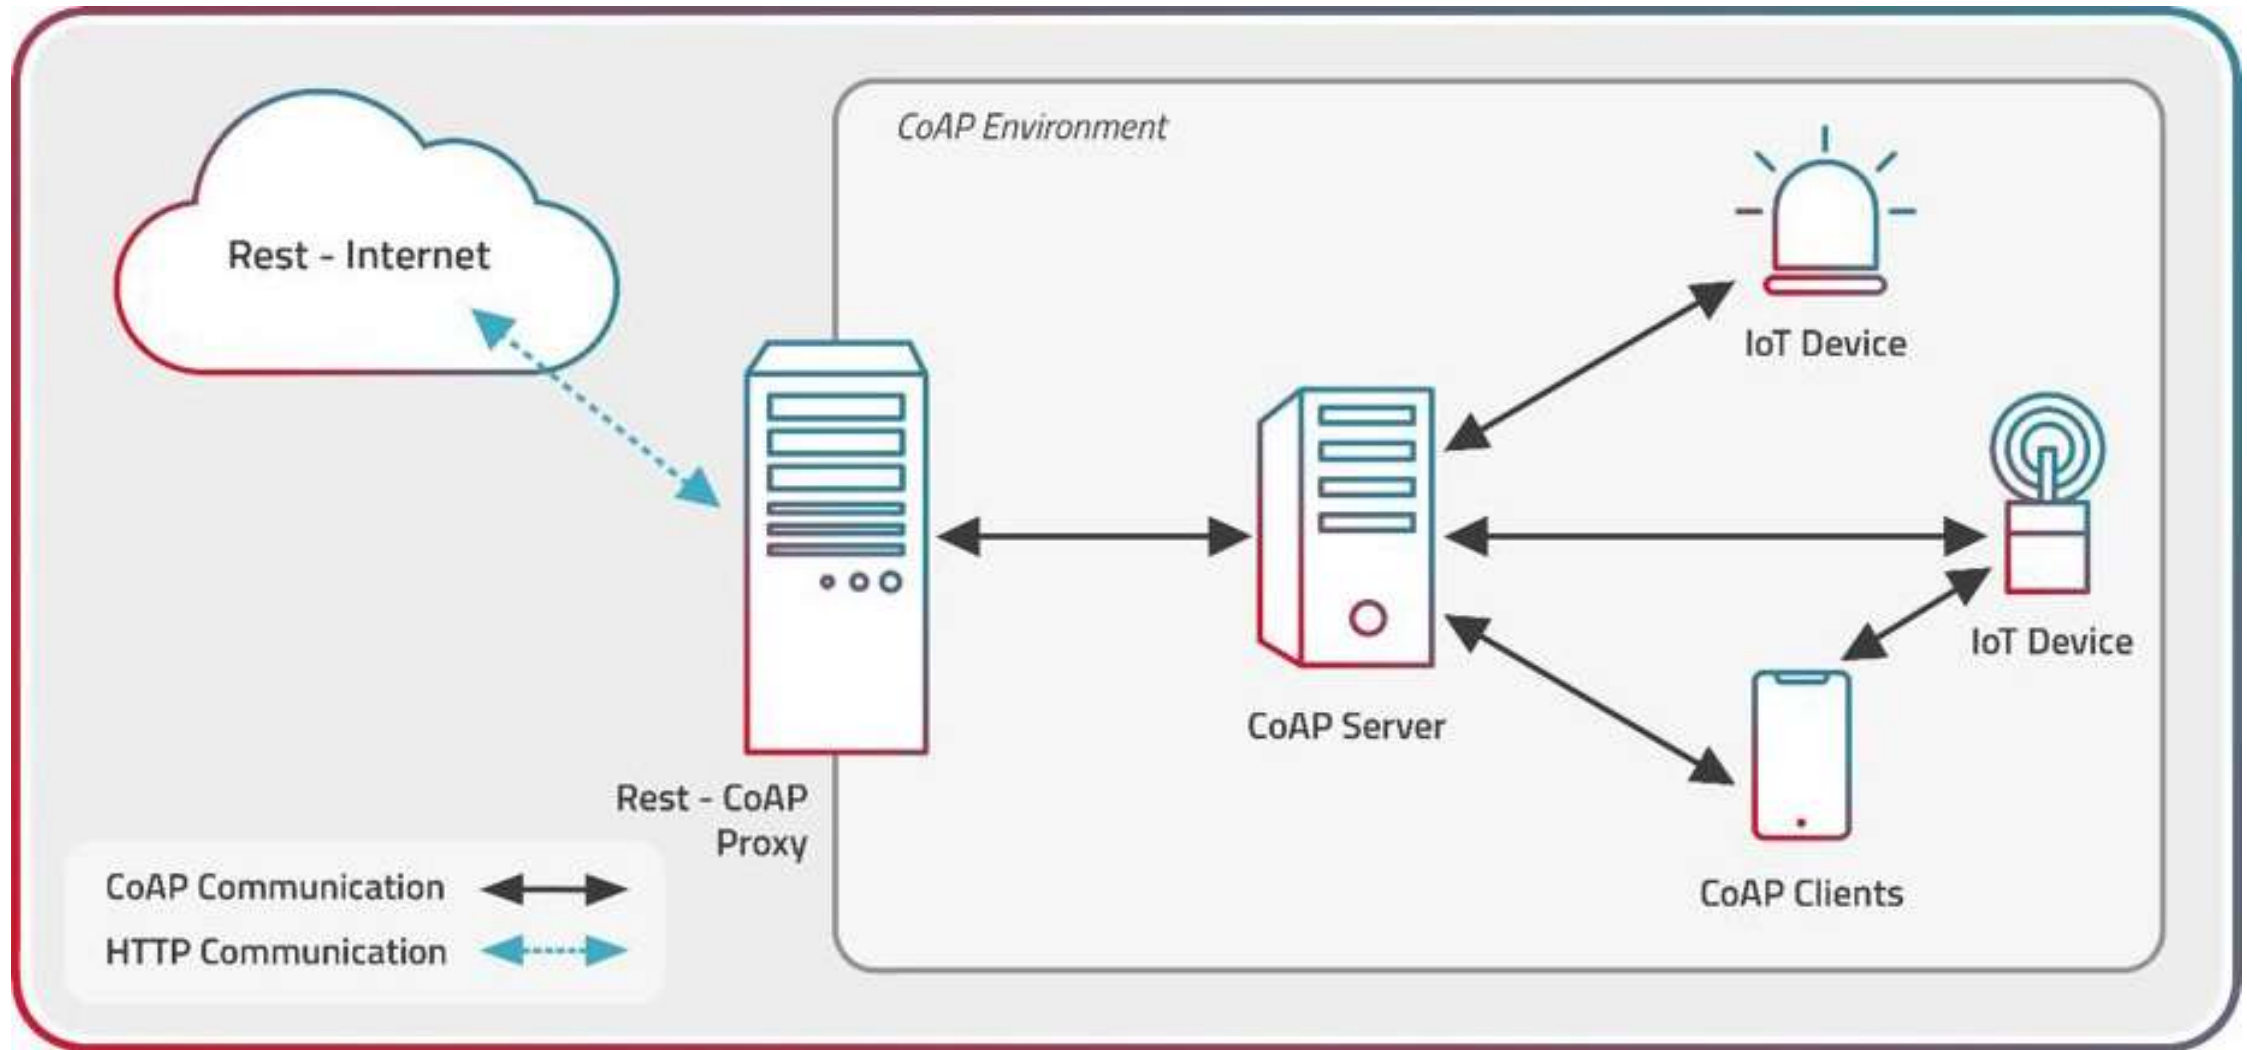 CoAP Environment
Rest - Internet
IoT Device
IoT Device
CoAP Server
Rest - CoAP
Proxy
CoAP Clients
CoAP Communication
HTTP Communication